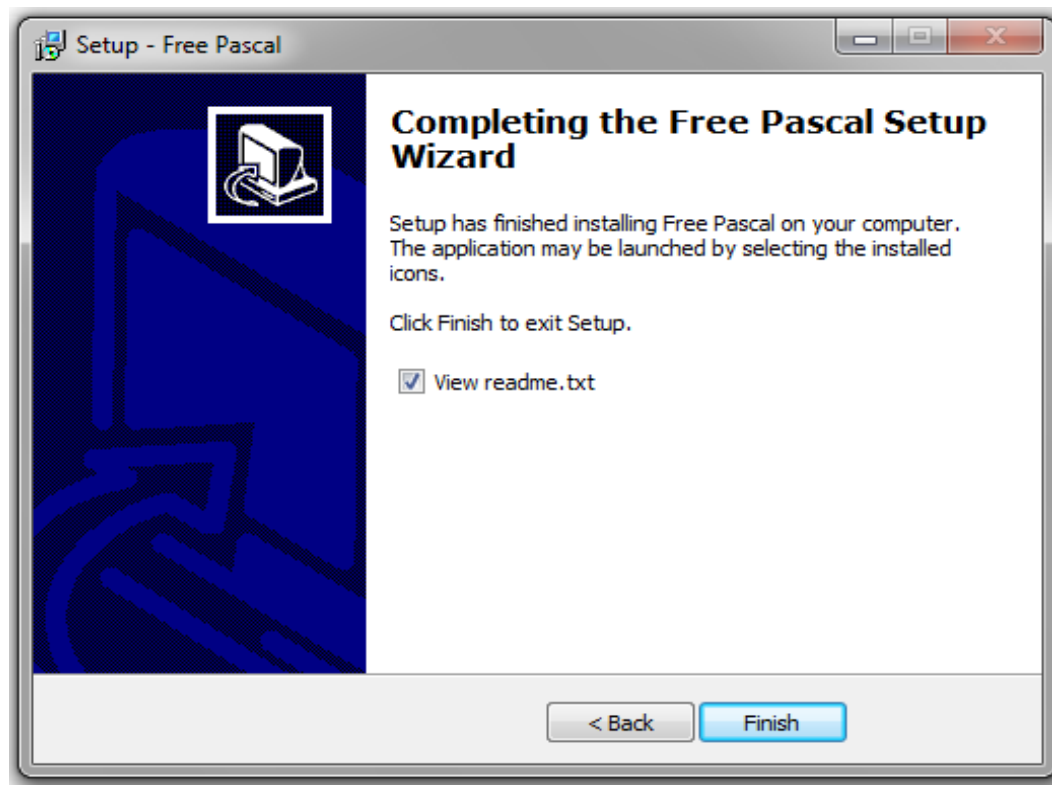 Setup - Free Pascal
Completing the Free Pascal Setup
Wizard
Setup has finished installing Free Pascal on your computer.
The application may be launched by selecting the installed
icons.
Click Finish to exit Setup.
View readme.txt
< Back
Finish